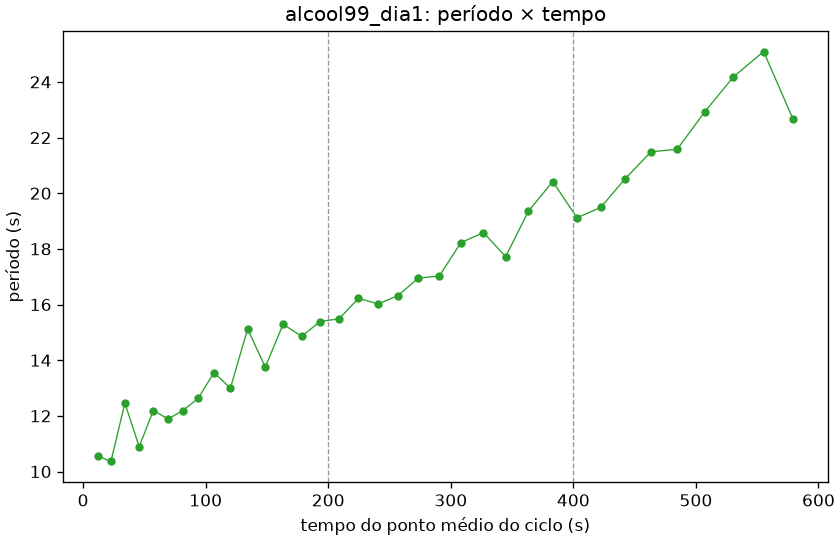 alcool99_dia1: período × tempo
período (s)
24
22
20
18
16
14
12
10
0 100 200 300 400 500 600
tempo do ponto médio do ciclo (s)